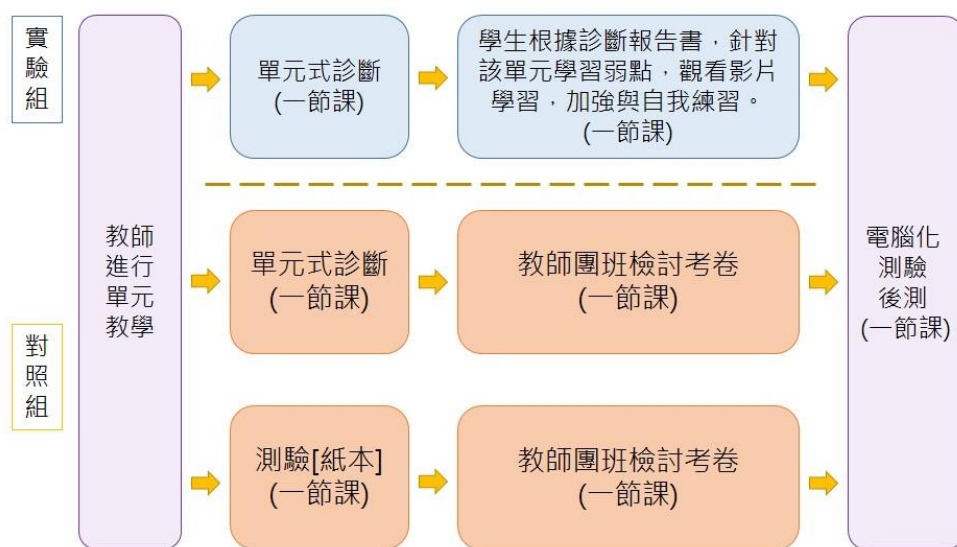 實
驗
組
教師
進行
單元
教學
單元式診斷
(一節課)
學生根據診斷報告書，針對
該單元學習弱點，觀看影片
學習，加強與自我練習。
(一節課)
對
照
組
單元式診斷
(一節課)
教師團班檢討考卷
(一節課)
測驗[紙本]
(一節課)
教師團班檢討考卷
(一節課)
電腦化
測驗
後測
(一節課)